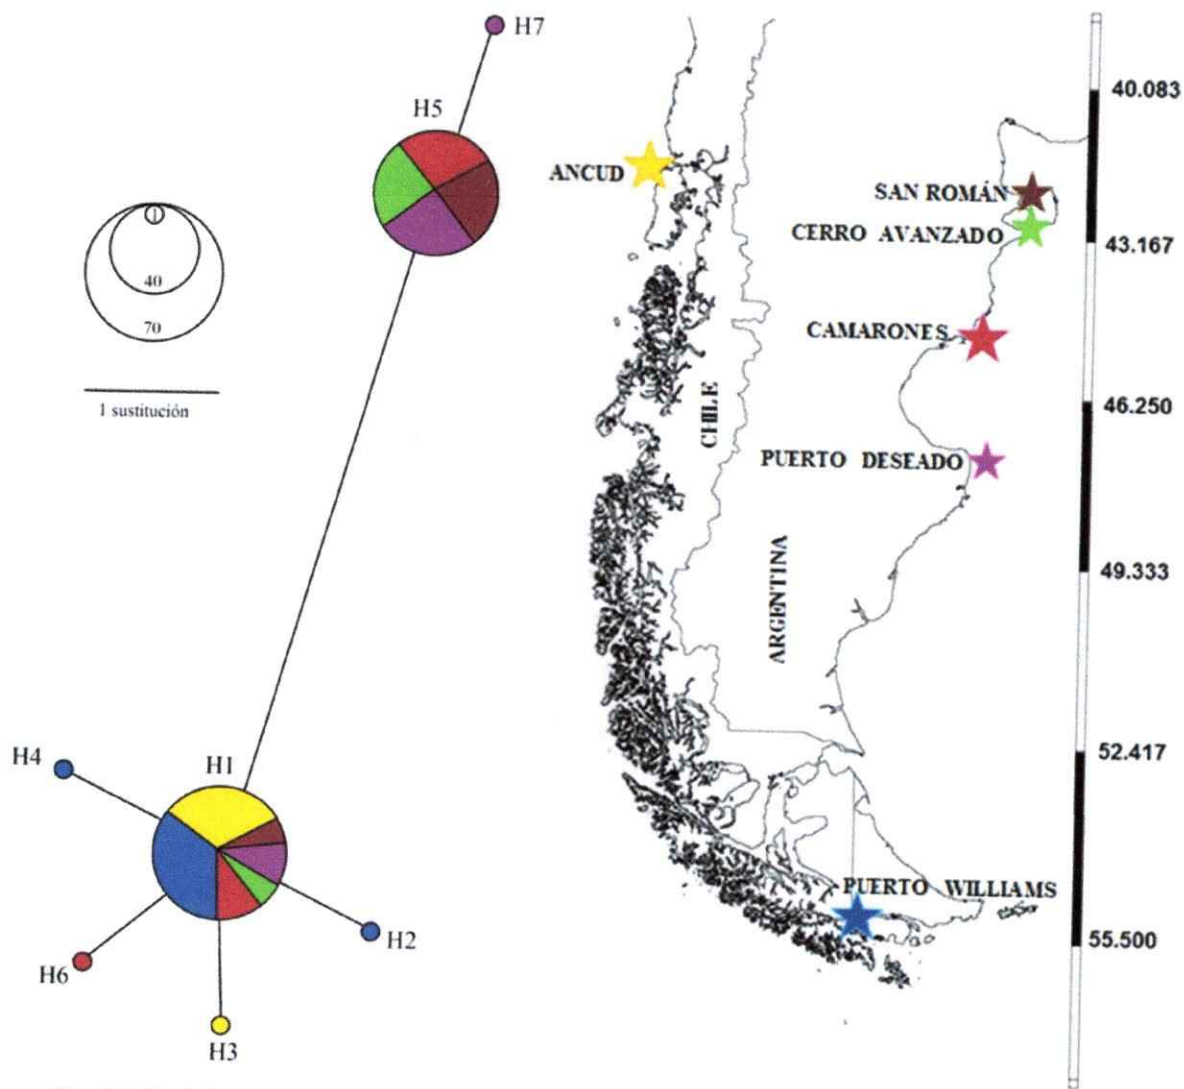 H7
H5
1
40
70
1 sustitución
H4
H1
H2
H6
H3
ANCUD
SAN ROMÁN
CERRO AVANZADO
CAMARONES
PUERTO DESEADO
CHILE
ARGENTINA
PUERTO WILLIAMS
40.083
43.167
46.250
49.333
52.417
55.500